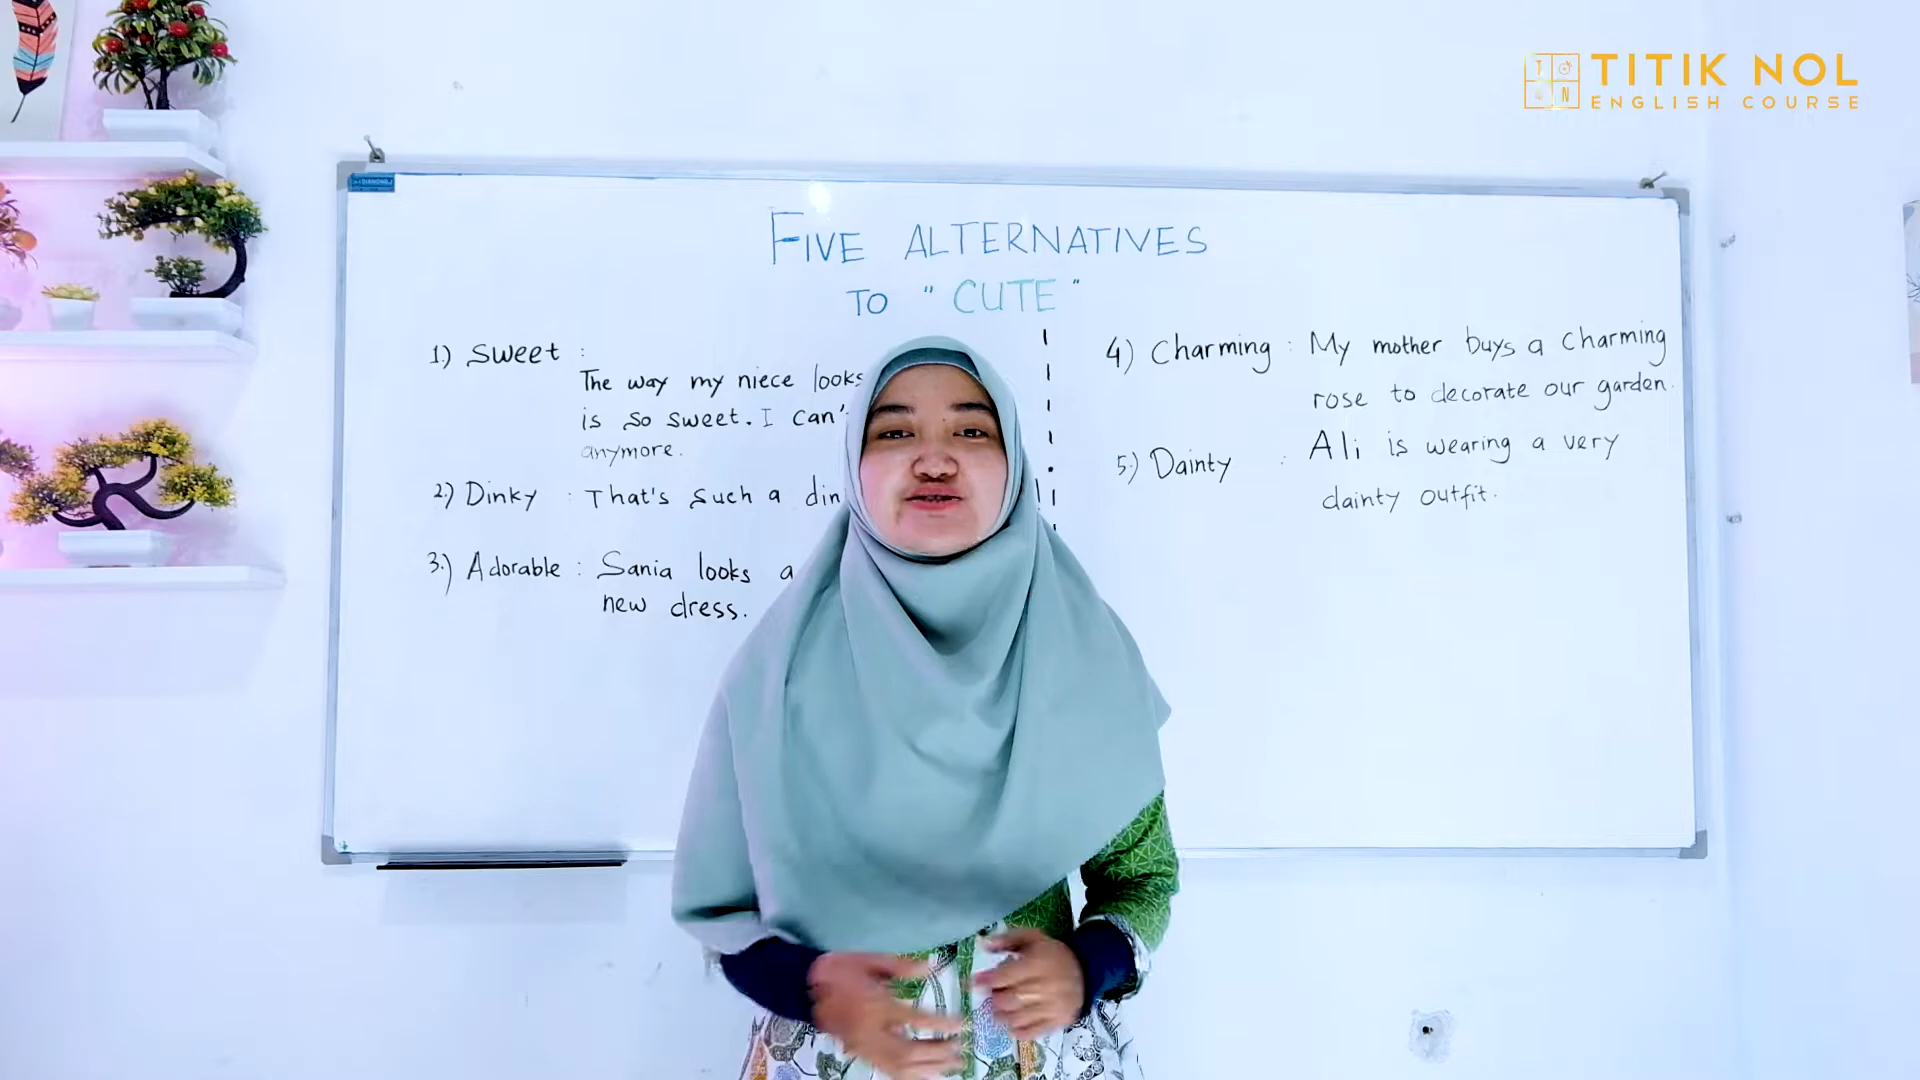 TITIK NOL
ENGLISH COURSE
FIVE ALTERNATIVES
TO "CUTE"
1.) Sweet :
The way my niece looks
is so sweet. I can'
anymore.
2.) Dinky : That's such a din
3.) Adorable : Sania looks a
new dress.
4) Charming : My mother buys a charming
rose to decorate our garden.
5.) Dainty : Ali is wearing a very
dainty outfit.